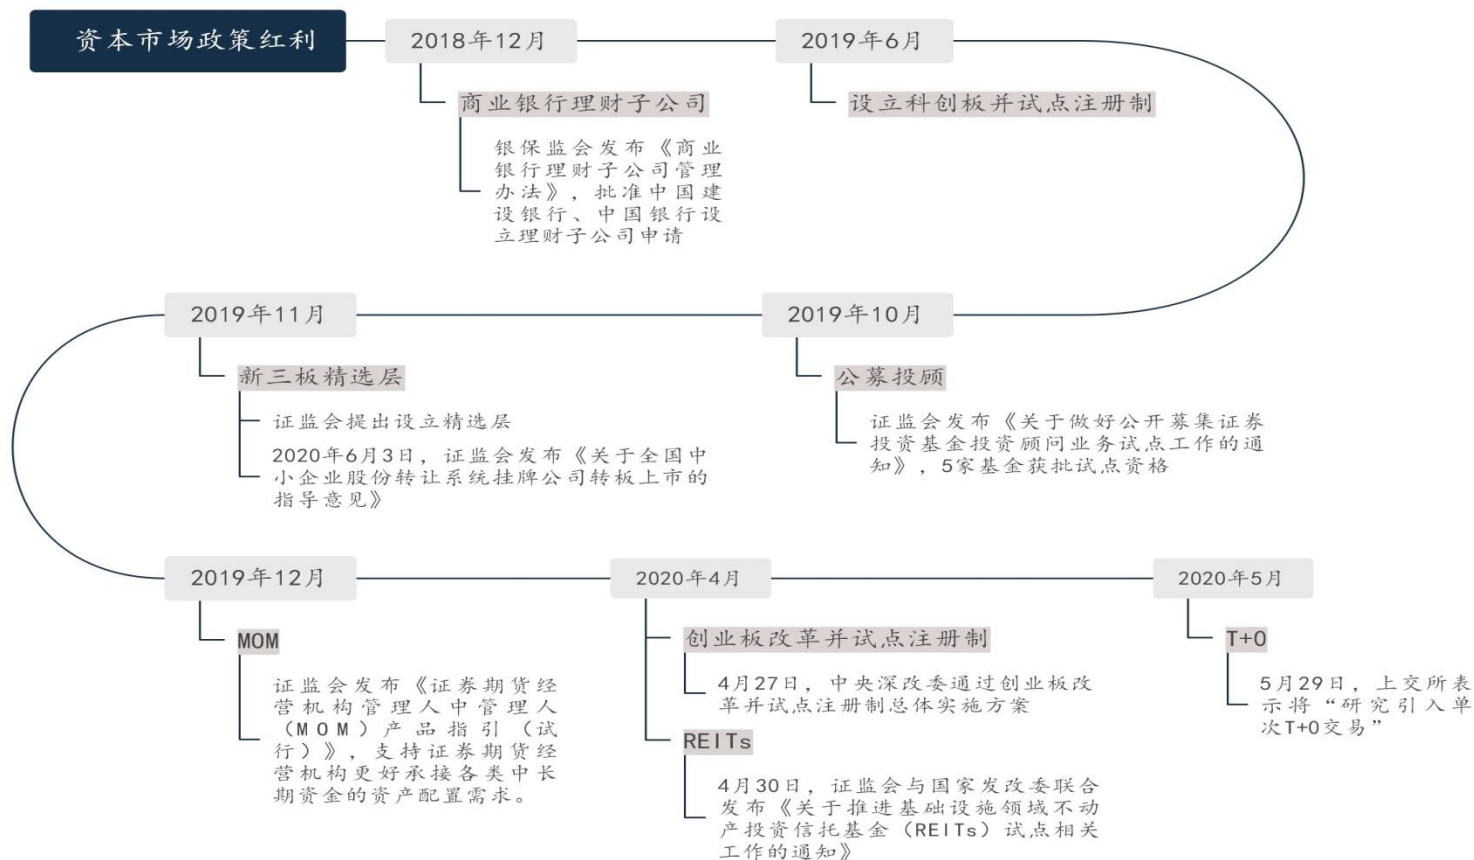 资本市场政策红利
2018年12月
商业银行理财子公司
银保监会发布《商业
银行理财子公司管理
办法》，批准中国建
设银行、中国银行设
立理财子公司申请
2019年6月
设立科创板并试点注册制
2019年10月
公募投顾
证监会发布《关于做好公开募集证券
投资基金投资顾问业务试点工作的通
知》，5家基金获批试点资格
2019年11月
新三板精选层
证监会提出设立精选层
2020年6月3日，证监会发布《关于全国中
小企业股份转让系统挂牌公司转板上市的
指导意见》
2019年12月
MOM
证监会发布《证券期货经
营机构管理人中管理人
（MOM）产品指引（试
行）》，支持证券期货经
营机构更好承接各类中长
期资金的资产配置需求。
2020年4月
创业板改革并试点注册制
4月27日，中央深改委通过创业板改
革并试点注册制总体实施方案
REITs
4月30日，证监会与国家发改委联合
发布《关于推进基础设施领域不动
产投资信托基金（REITs）试点相关
工作的通知》
2020年5月
T+0
5月29日，上交所表
示将“研究引入单
次T+0交易”